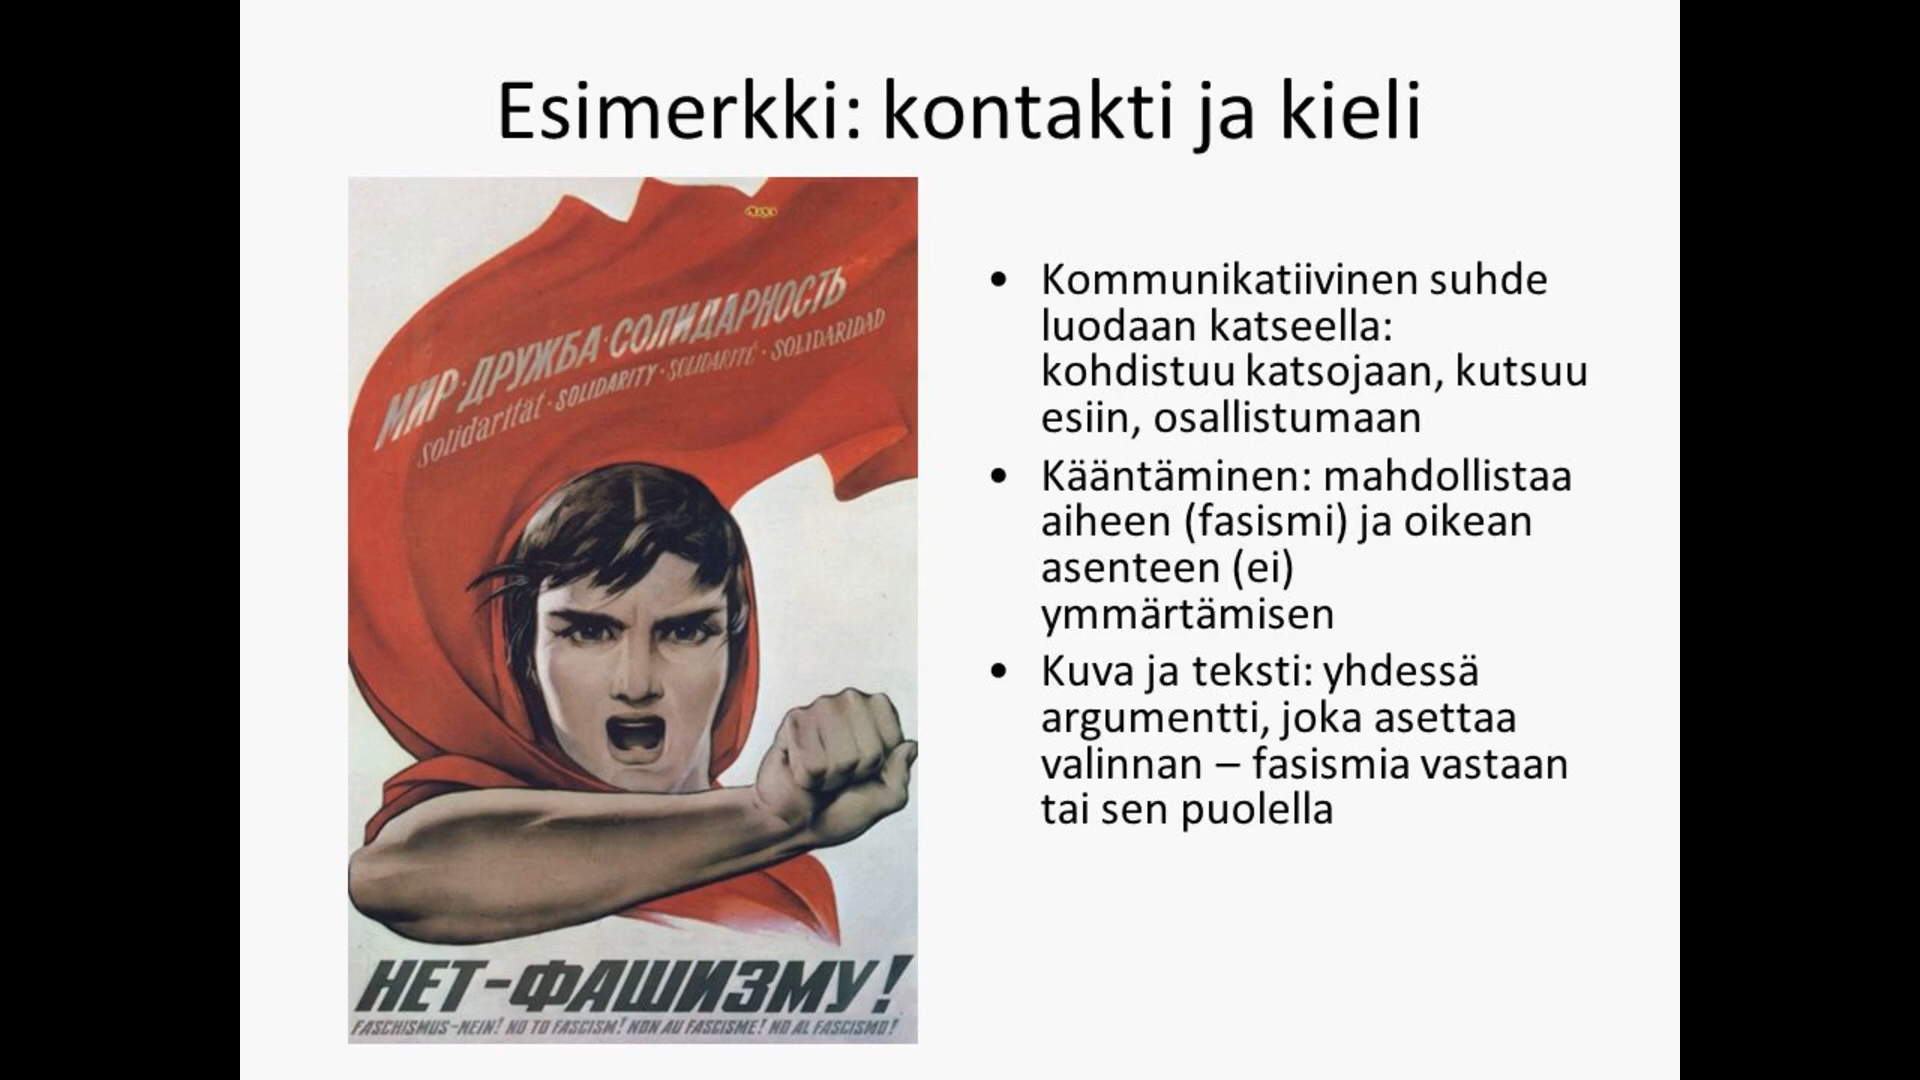 Esimerkki: kontakti ja kieli
МИР·ДРУЖБА·СОЛИДАРНОСТЬ
solidarität·SOLIDARITY·SOLIDARITÉ·SOLIDARIDAD
НЕТ-ФАШИЗМУ!
FASCHISMUS-NEIN! NO TO FASCISM! NON AU FASCISME! NO AL FASCISMO!
• Kommunikatiivinen suhde
luodaan katseella:
kohdistuu katsojaan, kutsuu
esiin, osallistumaan
• Kääntäminen: mahdollistaa
aiheen (fasismi) ja oikean
asenteen (ei)
ymmärtämisen
• Kuva ja teksti: yhdessä
argumentti, joka asettaa
valinnan – fasismia vastaan
tai sen puolella